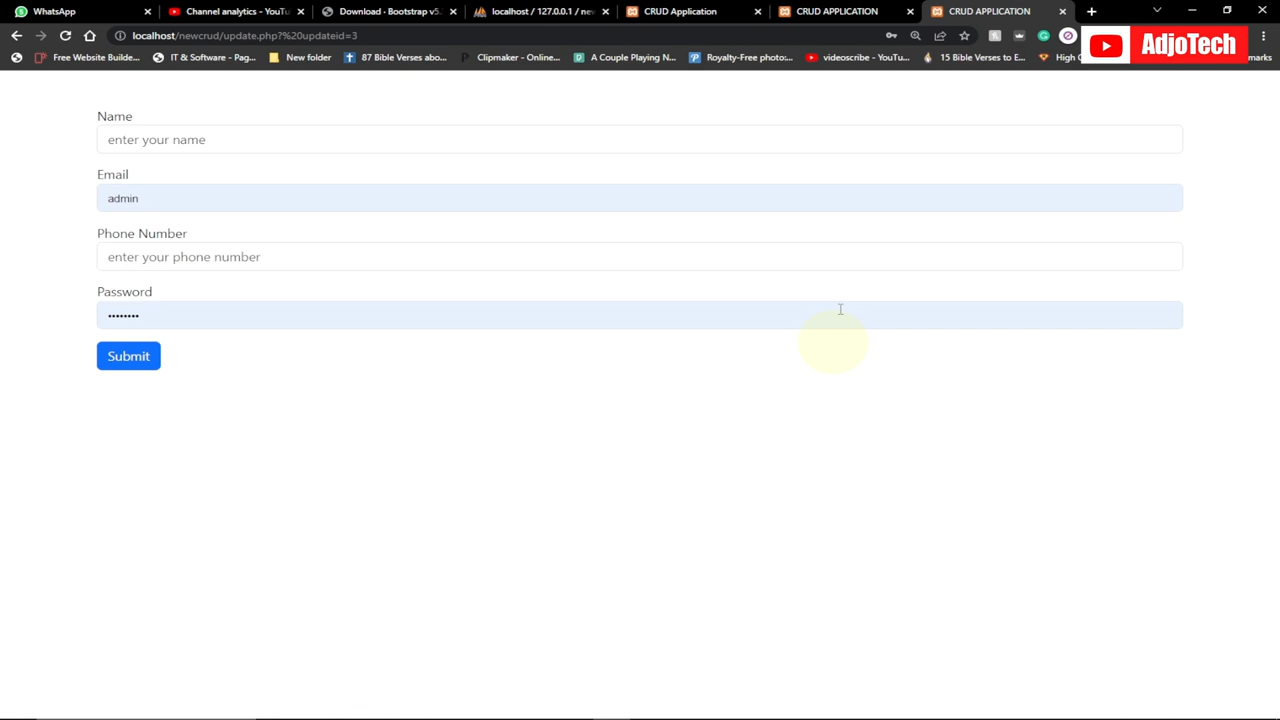 WhatsApp
Channel analytics - YouTu
Download · Bootstrap v5.
localhost / 127.0.0.1 / ne
CRUD Application
CRUD APPLICATION
CRUD APPLICATION
localhost/newcrud/update.php?%20updateid=3
AdjoTech
Free Website Builde...
IT & Software - Pag...
New folder
87 Bible Verses abo...
Clipmaker - Online...
A Couple Playing N...
Royalty-Free photo:...
videoscribe - YouTu...
15 Bible Verses to E...
High
marks
Name
enter your name
Email
admin
Phone Number
enter your phone number
Password
••••••••
Submit